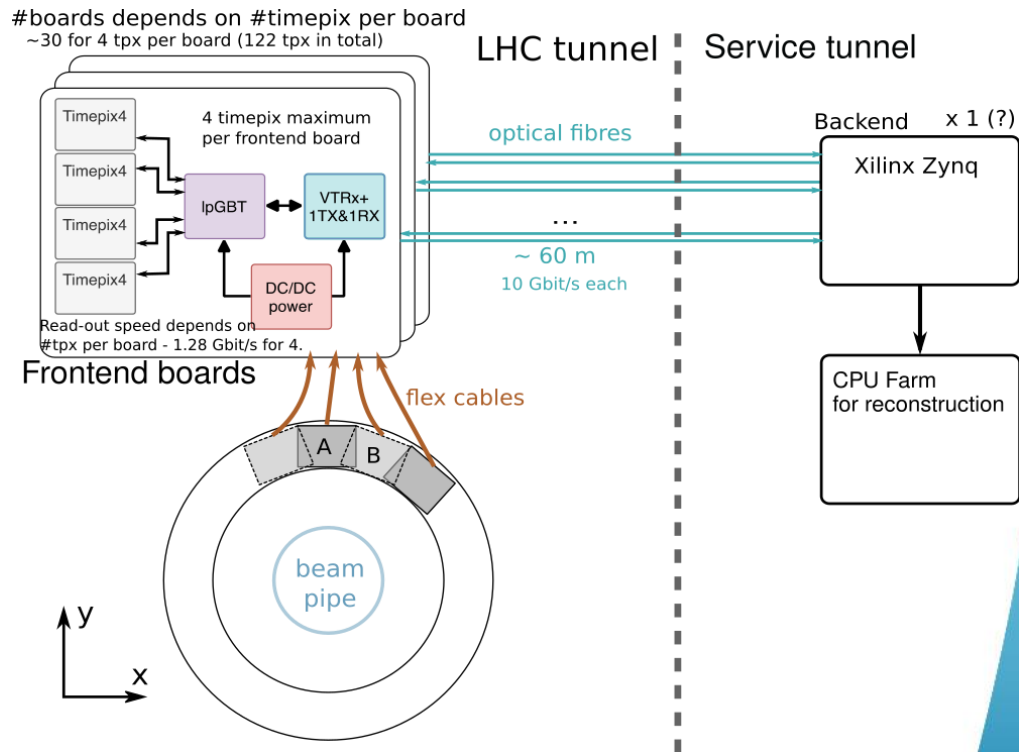 #boards depends on #timepix per board
~30 for 4 tpx per board (122 tpx in total)
LHC tunnel
Service tunnel
Timepix4
Timepix4
Timepix4
Timepix4
4 timepix maximum
per frontend board
lpGBT
VTRx+
1TX&1RX
DC/DC
power
Read-out speed depends on
#tpx per board - 1.28 Gbit/s for 4.
Frontend boards
optical fibres
...
~ 60 m
10 Gbit/s each
Backend
x 1 (?)
Xilinx Zynq
CPU Farm
for reconstruction
flex cables
A
B
beam
pipe
y
x